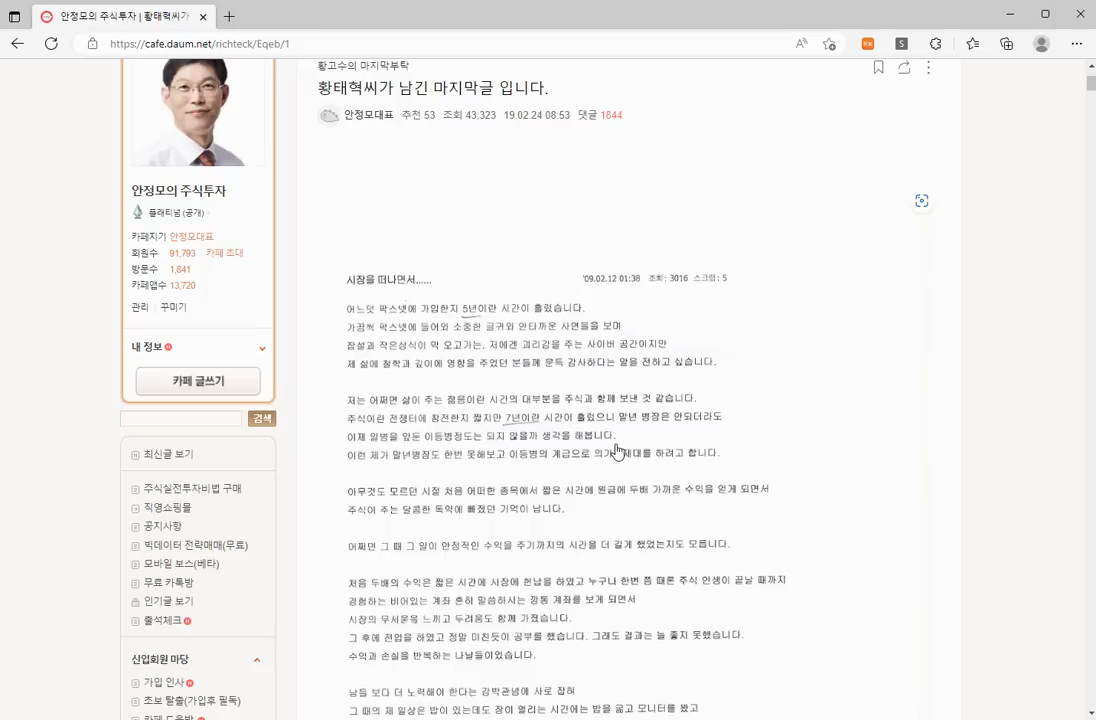 안정모의 주식투자 | 황태혁씨가
https://cafe.daum.net/richteck/Eqeb/1
황고수의 마지막부탁
황태혁씨가 남긴 마지막글 입니다.
안정모대표 추천 53 조회 43,323 19.02.24 08:53 댓글 1844
안정모의 주식투자
플래티넘 (공개)
카페지기 안정모대표
회원수 91,793 카페 초대
방문수 1,841
카페앱수 13,720
관리 꾸미기
내 정보
카페 글쓰기
검색
최신글 보기
주식실전투자비법 구매
직영쇼핑몰
공지사항
빅데이터 전략매매(무료)
모바일 보스(베타)
무료 카톡방
인기글 보기
출석체크
신입회원 마당
가입 인사
초보 탈출(가입후 필독)
카페 도움방
시장을 떠나면서...... '09.02.12 01:38 조회: 3016 스크랩: 5
어느덧 팍스넷에 가입한지 5년이란 시간이 흘렀습니다.
가끔씩 팍스넷에 들어와 소중한 글귀와 안타까운 사연들을 보며
잡설과 작은상식이 막 오고가는, 저에겐 괴리감을 주는 사이버 공간이지만
제 삶에 철학과 깊이에 영향을 주었던 분들께 문득 감사하다는 말을 전하고 싶습니다.
저는 어쩌면 삶이 주는 젊음이란 시간의 대부분을 주식과 함께 보낸 것 같습니다.
주식이란 전쟁터에 참전한지 짧지만 7년이란 시간이 흘렀으니 말년 병장은 안되더라도
이제 일병을 앞둔 이등병정도는 되지 않을까 생각을 해봅니다.
이런 제가 말년병장도 한번 못해보고 이등병의 계급으로 의가 제대를 하려고 합니다.
아무것도 모르던 시절 처음 어떠한 종목에서 짧은 시간에 원금에 두배 가까운 수익을 얻게 되면서
주식이 주는 달콤한 독약에 빠졌던 기억이 납니다.
어쩌면 그 때 그 일이 안정적인 수익을 주기까지의 시간을 더 길게 했었는지도 모릅니다.
처음 두배의 수익은 짧은 시간에 시장에 헌납을 하였고 누구나 한번 쯤 때론 주식 인생이 끝날 때까지
경험하는 비어있는 계좌 흔히 말씀하시는 깡통 계좌를 보게 되면서
시장의 무서운을 느끼고 두려움도 함께 가졌습니다.
그 후에 전업을 하였고 정말 미친듯이 공부를 했습니다. 그래도 결과는 늘 좋지 못했습니다.
수익과 손실을 반복하는 나날들이었습니다.
남들 보다 더 노력해야 한다는 강박관념에 사로 잡혀
그 때의 제 일상은 밥이 있는데도 장이 열리는 시간에는 밥을 굶고 모니터를 봤고